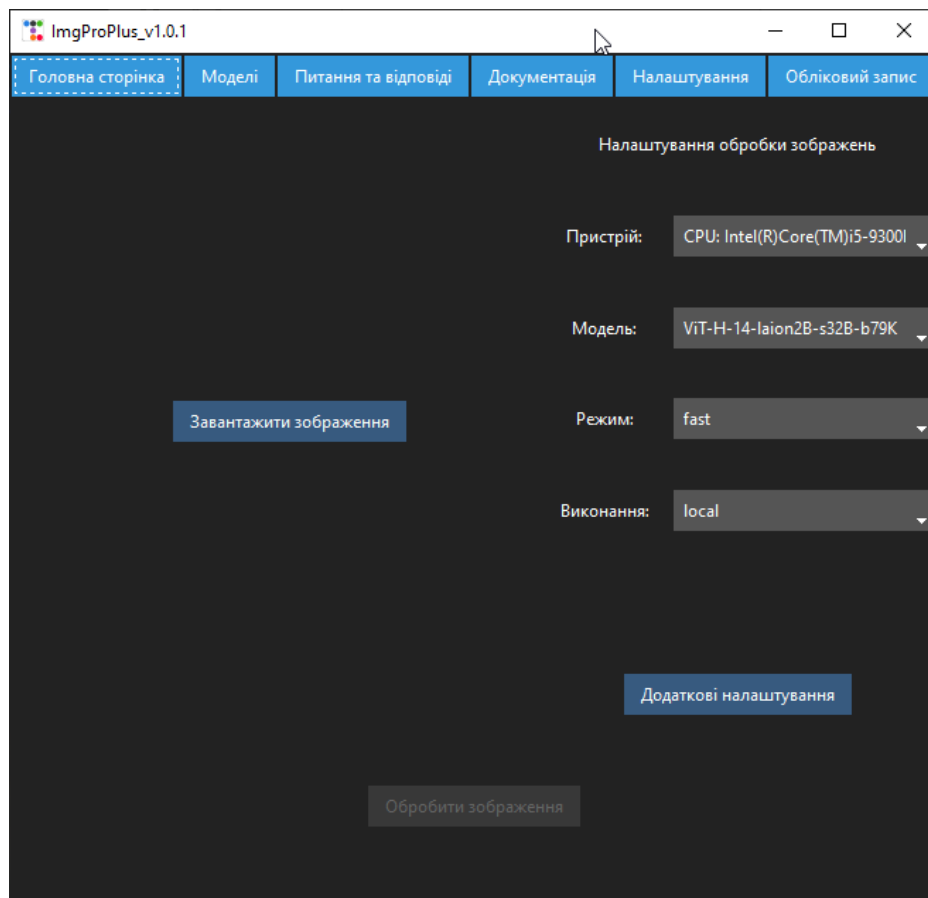 ImgProPlus_v1.0.1
Головна сторінка Моделі Питання та відповіді Документація Налаштування Обліковий запис
Налаштування обробки зображень
Пристрій: CPU: Intel(R)Core(TM)i5-9300
Модель: ViT-H-14-laion2B-s32B-b79K
Завантажити зображення
Режим: fast
Виконання: local
Додаткові налаштування
Обробити зображення